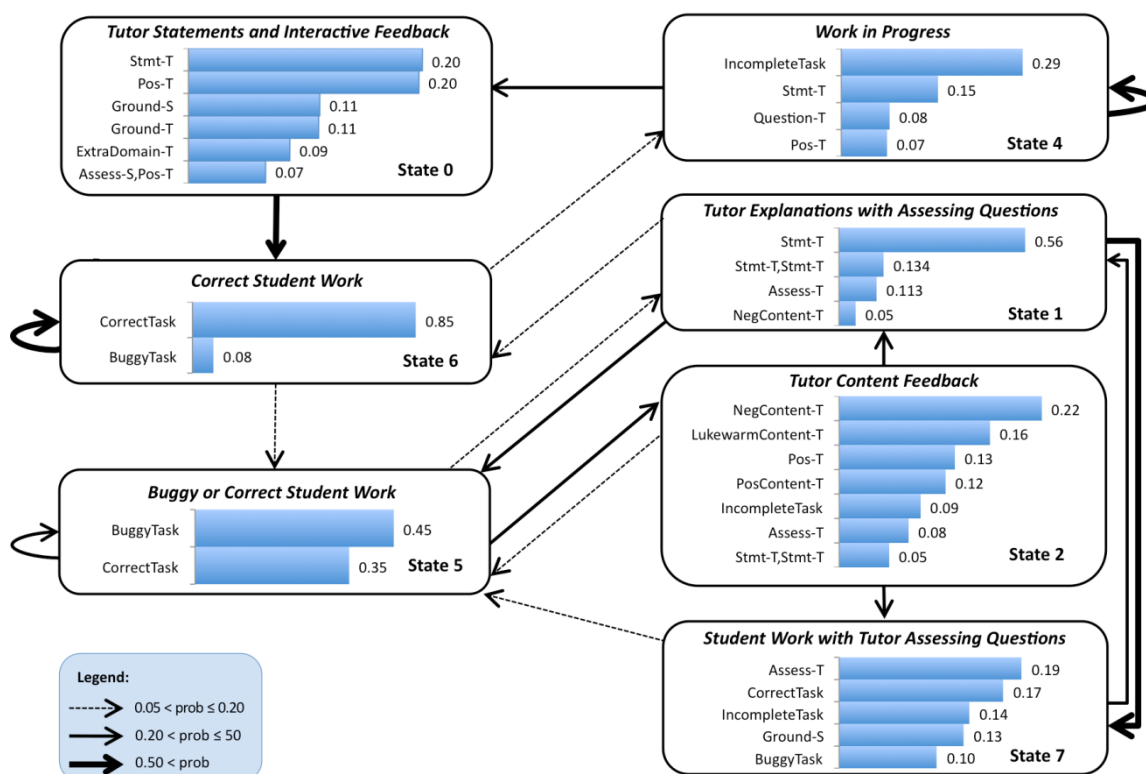 Tutor Statements and Interactive Feedback
Stmt-T 0.20
Pos-T 0.20
Ground-S 0.11
Ground-T 0.11
ExtraDomain-T 0.09
Assess-S,Pos-T 0.07
State 0
Work in Progress
IncompleteTask 0.29
Stmt-T 0.15
Question-T 0.08
Pos-T 0.07
State 4
Tutor Explanations with Assessing Questions
Stmt-T 0.56
Stmt-T,Stmt-T 0.134
Assess-T 0.113
NegContent-T 0.05
State 1
Correct Student Work
CorrectTask 0.85
BuggyTask 0.08
State 6
Tutor Content Feedback
NegContent-T 0.22
LukewarmContent-T 0.16
Pos-T 0.13
PosContent-T 0.12
IncompleteTask 0.09
Assess-T 0.08
Stmt-T,Stmt-T 0.05
State 2
Buggy or Correct Student Work
BuggyTask 0.45
CorrectTask 0.35
State 5
Student Work with Tutor Assessing Questions
Assess-T 0.19
CorrectTask 0.17
IncompleteTask 0.14
Ground-S 0.13
BuggyTask 0.10
State 7
Legend:
0.05 < prob ≤ 0.20
0.20 < prob ≤ 50
0.50 < prob